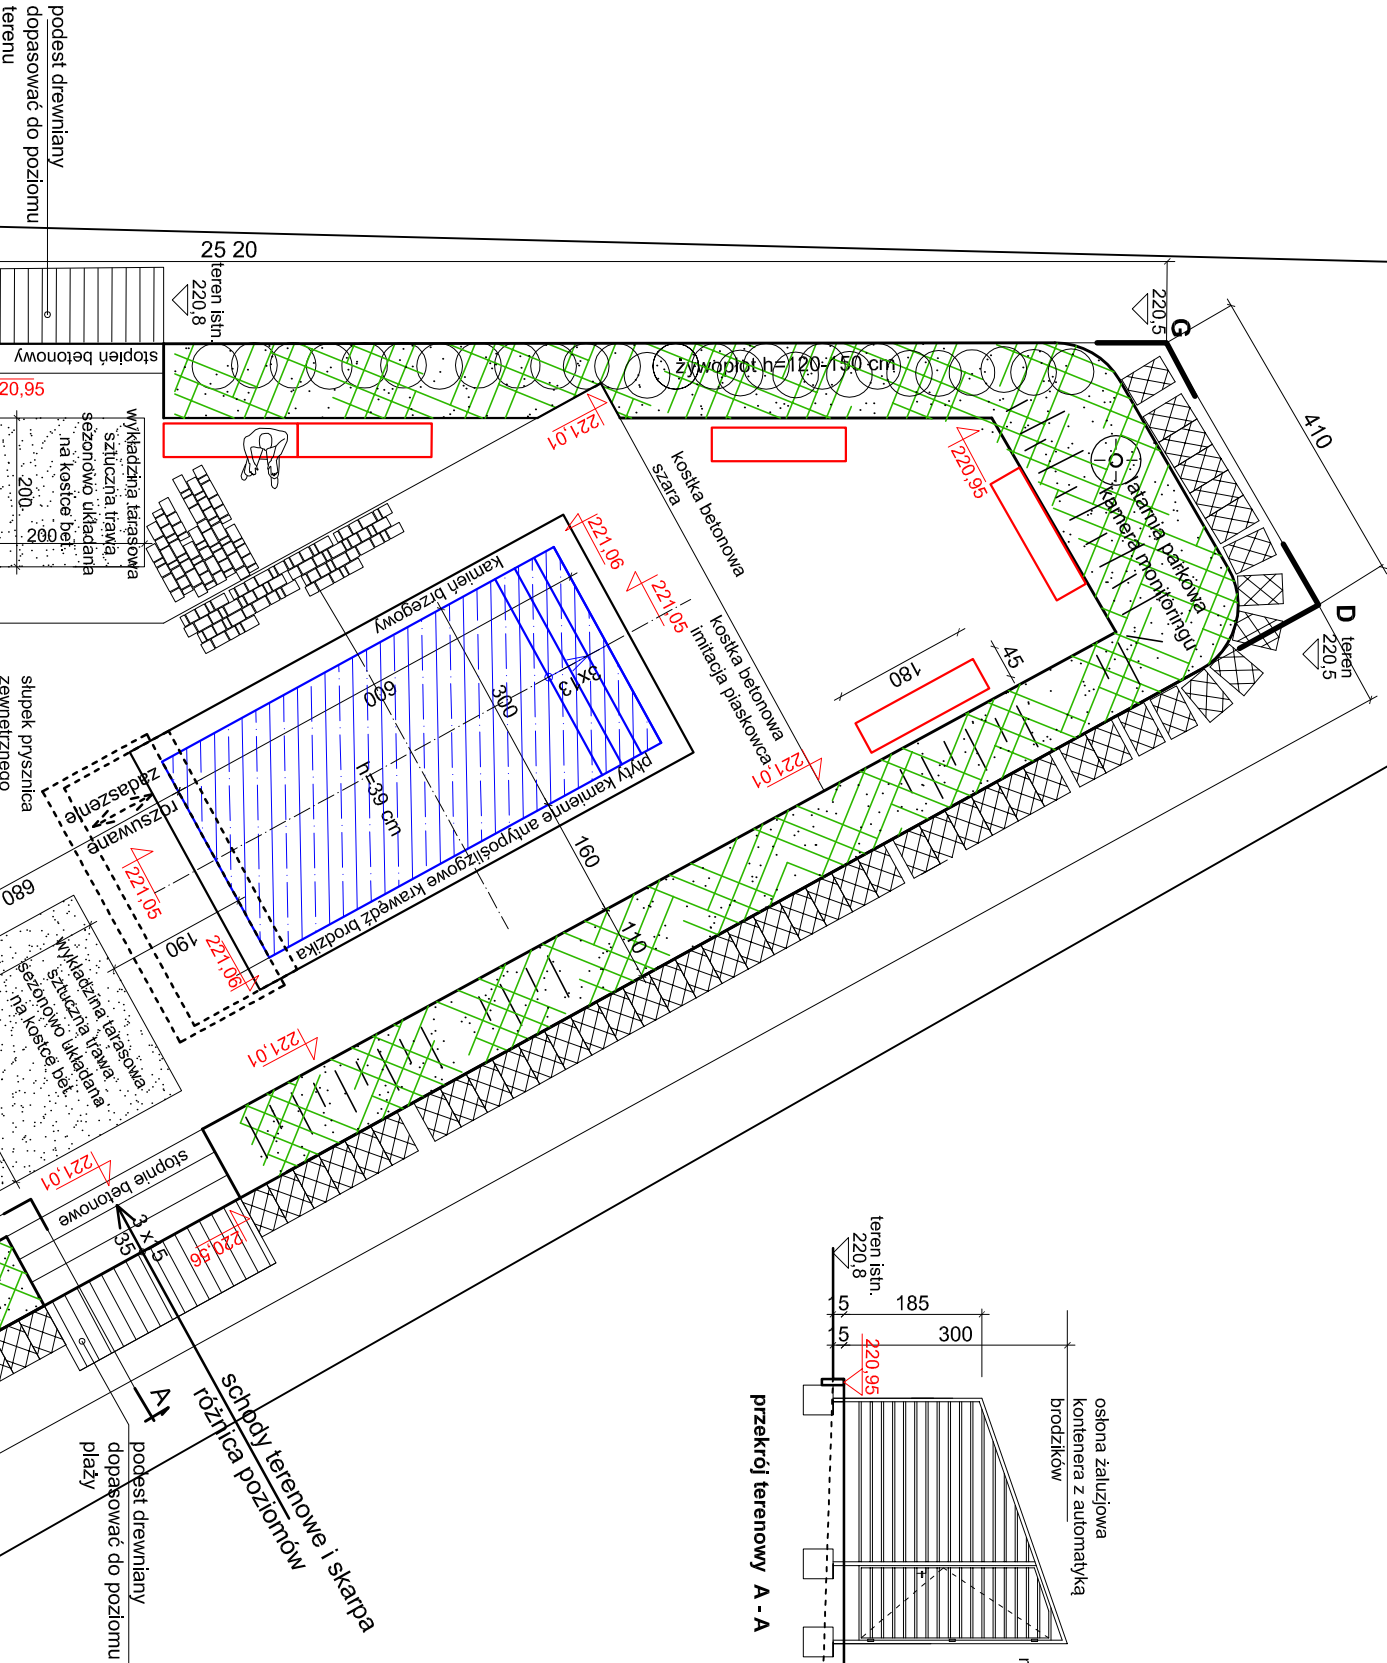 podest drewniany
dopasować do poziomu
terenu
25 20
teren istn.
220,8
220,5
G
410
D
teren
220,5
stopień betonowy
20,95
wykładzina tarasowa
sztuczna trawa
sezonowo układana
na kostce bet.
200
200
żywopłot h=120-150 cm
221,01
kostka betonowa
szara
220,95
latarnia parkowa
kamera monitoringu
221,06
221,05
kostka betonowa
imitacja piaskowca
180
45
221,01
kamień brzegowy
3x13
300
600
h=39 cm
płyty kamienne antypoślizgowe krawędź brodzika
160
110
słupek prysznica
zewnętrznego
zadaszenie
rozsuwane
221,05
680
190
221,06
221,01
wykładzina tarasowa
sztuczna trawa
sezonowo układana
na kostce bet.
221,01
stopnie betonowe
3 x 15
35
220,56
A
schody terenowe i skarpa
różnica poziomów
podest drewniany
dopasować do poziomu
plaży
teren istn.
220,8
15
185
15
300
220,95
osłona żaluzjowa
kontenera z automatyką
brodzików
przekrój terenowy A - A